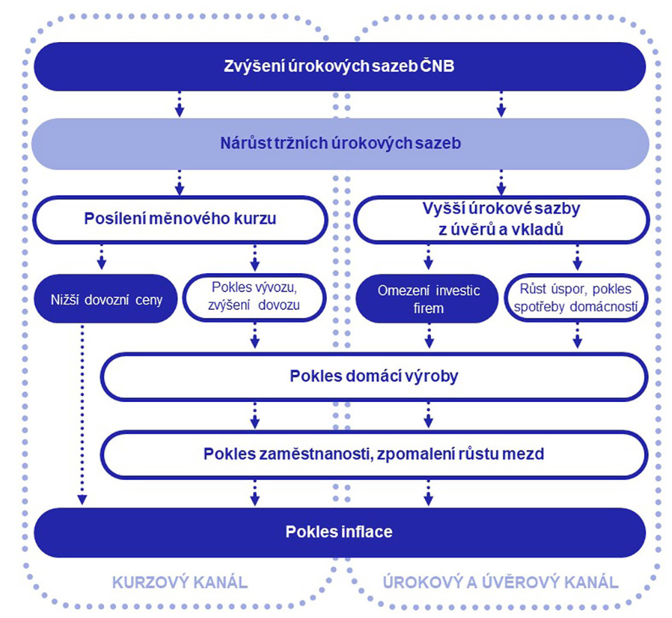 Zvýšení úrokových sazeb ČNB
Nárůst tržních úrokových sazeb
Posílení měnového kurzu
Vyšší úrokové sazby
z úvěrů a vkladů
Nižší dovozní ceny
Pokles vývozu,
zvýšení dovozu
Omezení investic
firem
Růst úspor, pokles
spotřeby domácností
Pokles domácí výroby
Pokles zaměstnanosti, zpomalení růstu mezd
Pokles inflace
KURZOVÝ KANÁL
ÚROKOVÝ A ÚVĚROVÝ KANÁL